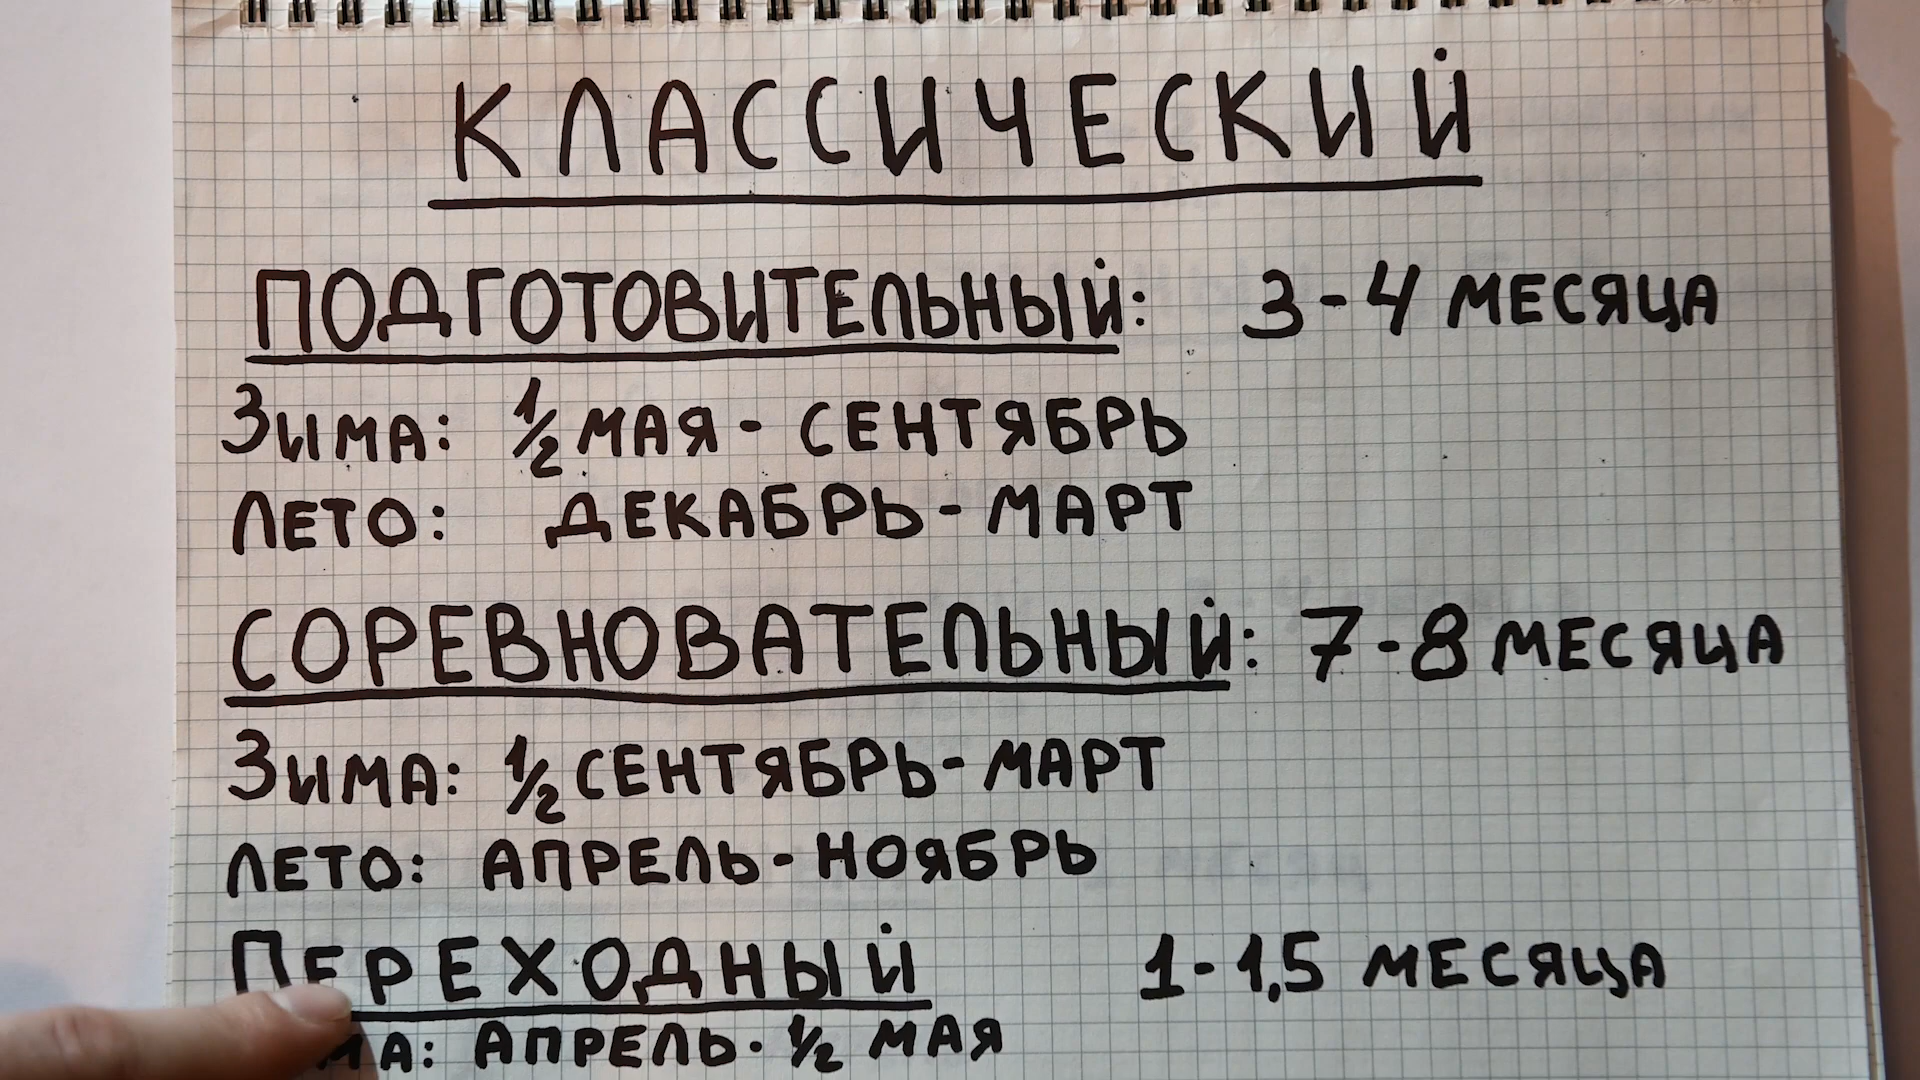 КЛАССИЧЕСКИЙ
ПОДГОТОВИТЕЛЬНЫЙ: 3-4 МЕСЯЦА
ЗИМА: 1/2 МАЯ - СЕНТЯБРЬ
ЛЕТО: ДЕКАБРЬ - МАРТ
СОРЕВНОВАТЕЛЬНЫЙ: 7-8 МЕСЯЦА
ЗИМА: 1/2 СЕНТЯБРЬ - МАРТ
ЛЕТО: АПРЕЛЬ - НОЯБРЬ
ПЕРЕХОДНЫЙ 1-1,5 МЕСЯЦА
МА: АПРЕЛЬ - 1/2 МАЯ